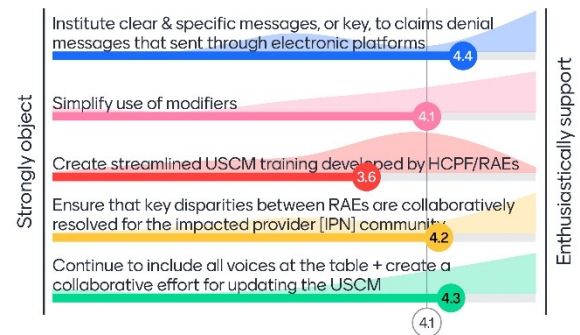 Institute clear & specific messages, or key, to claims denial
messages that sent through electronic platforms
4.4
Simplify use of modifiers
4.1
Create streamlined USCM training developed by HCPF/RAEs
3.6
Ensure that key disparities between RAEs are collaboratively
resolved for the impacted provider [IPN] community
4.2
Continue to include all voices at the table + create a
collaborative effort for updating the USCM
4.3
4.1
Strongly object
Enthusiastically support